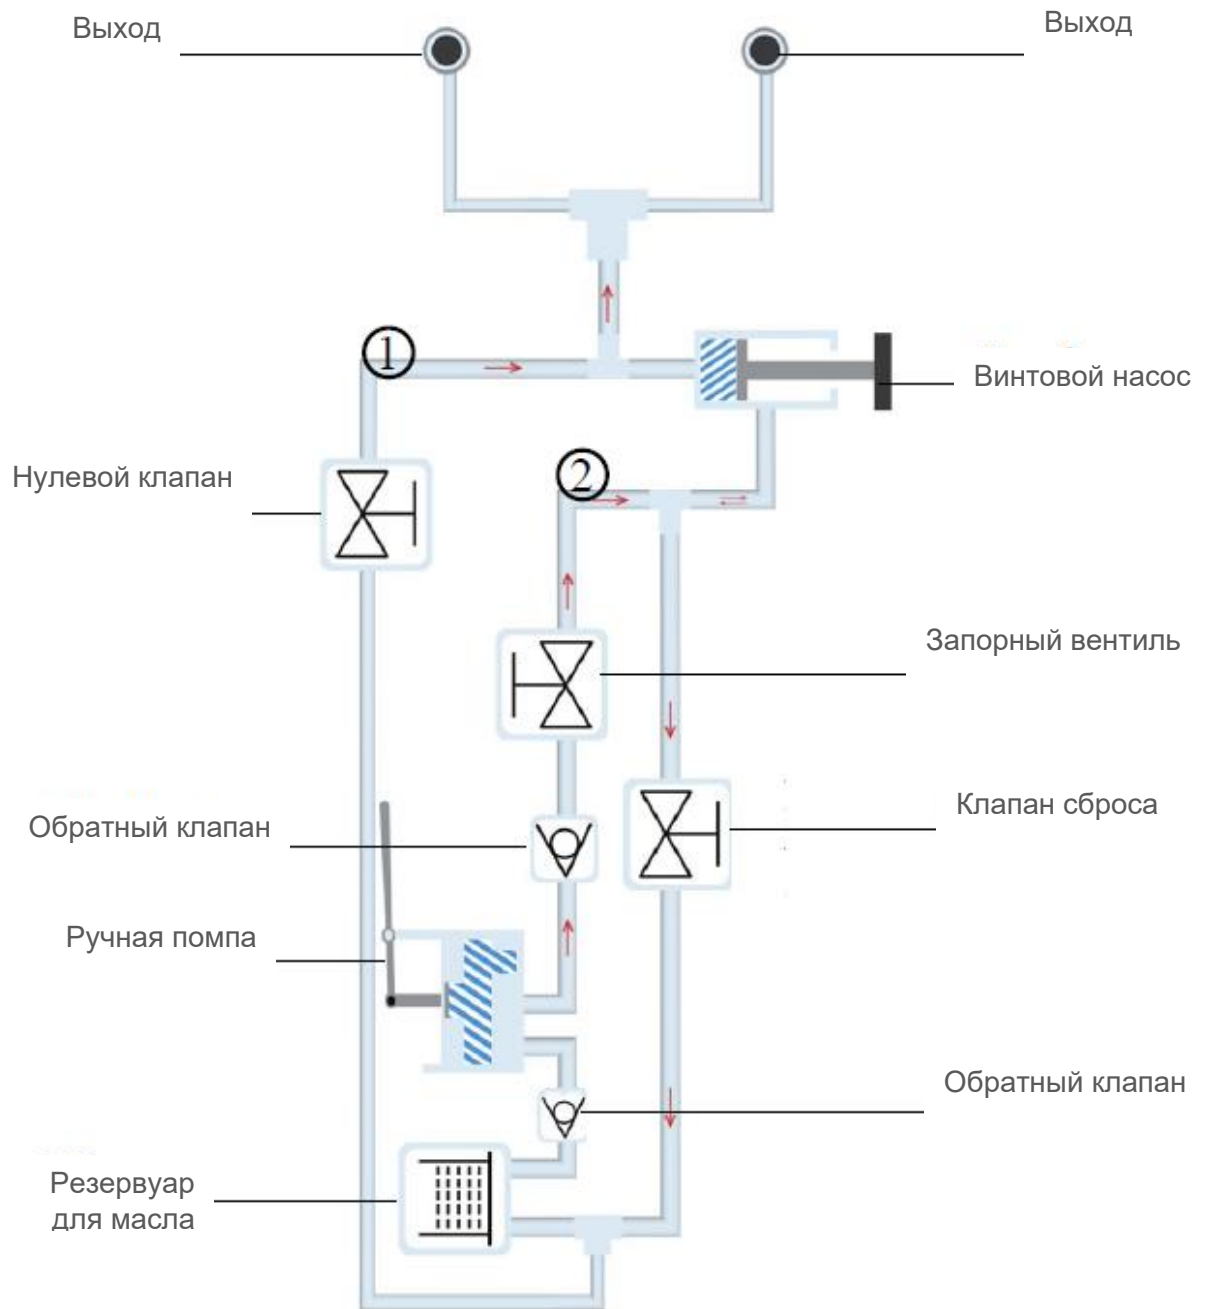 Выход
Выход
1
Винтовой насос
Нулевой клапан
2
Запорный вентиль
Клапан сброса
Обратный клапан
Ручная помпа
Обратный клапан
Резервуар
для масла